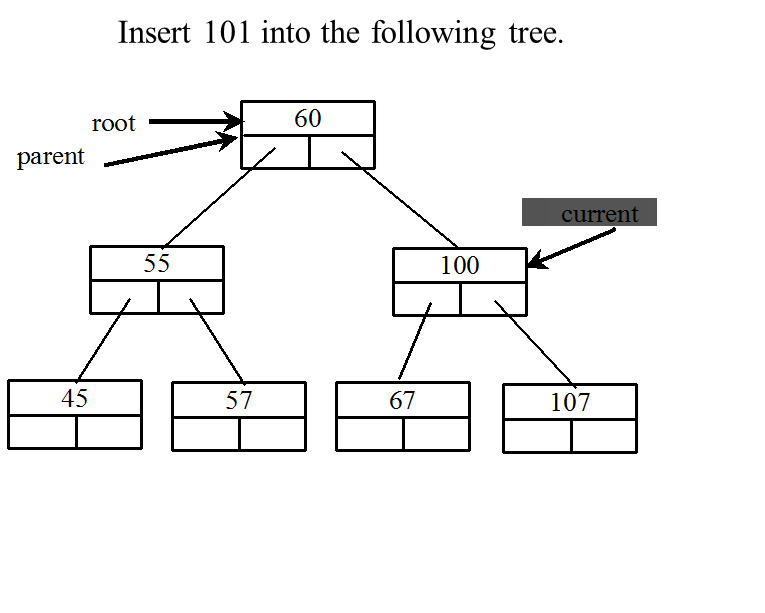 Insert 101 into the following tree.
root
60
parent
current
55
100
45
57
67
107